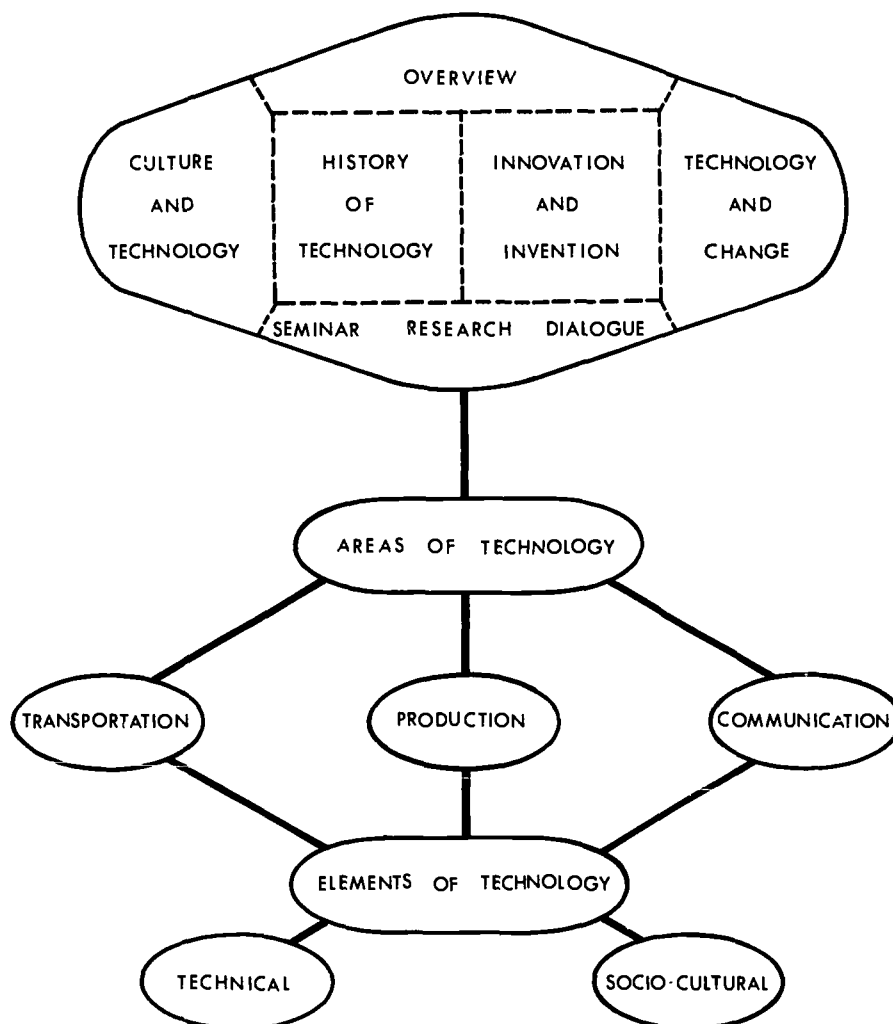 OVERVIEW
CULTURE
AND
TECHNOLOGY
HISTORY
OF
TECHNOLOGY
INNOVATION
AND
INVENTION
TECHNOLOGY
AND
CHANGE
SEMINAR RESEARCH DIALOGUE
AREAS OF TECHNOLOGY
TRANSPORTATION
PRODUCTION
COMMUNICATION
ELEMENTS OF TECHNOLOGY
TECHNICAL
SOCIO-CULTURAL